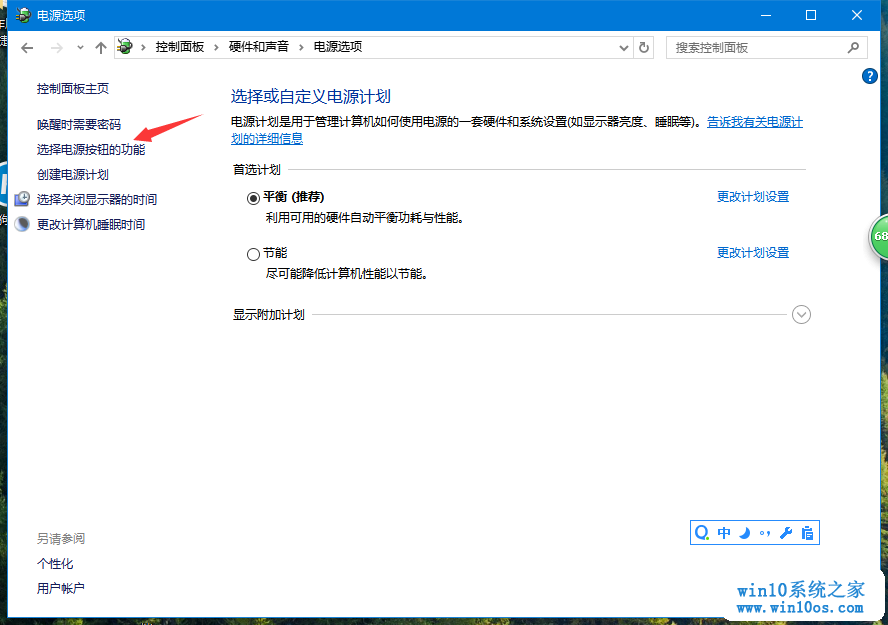 电源选项
控制面板 › 硬件和声音 › 电源选项
搜索控制面板
控制面板主页
唤醒时需要密码
选择电源按钮的功能
创建电源计划
选择关闭显示器的时间
更改计算机睡眠时间
选择或自定义电源计划
电源计划是用于管理计算机如何使用电源的一套硬件和系统设置(如显示器亮度、睡眠等)。告诉我有关电源计
划的详细信息
首选计划
平衡 (推荐) 更改计划设置
利用可用的硬件自动平衡功耗与性能。
节能 更改计划设置
尽可能降低计算机性能以节能。
显示附加计划
68
另请参阅
个性化
用户帐户
中
win10系统之家
www.win10os.com